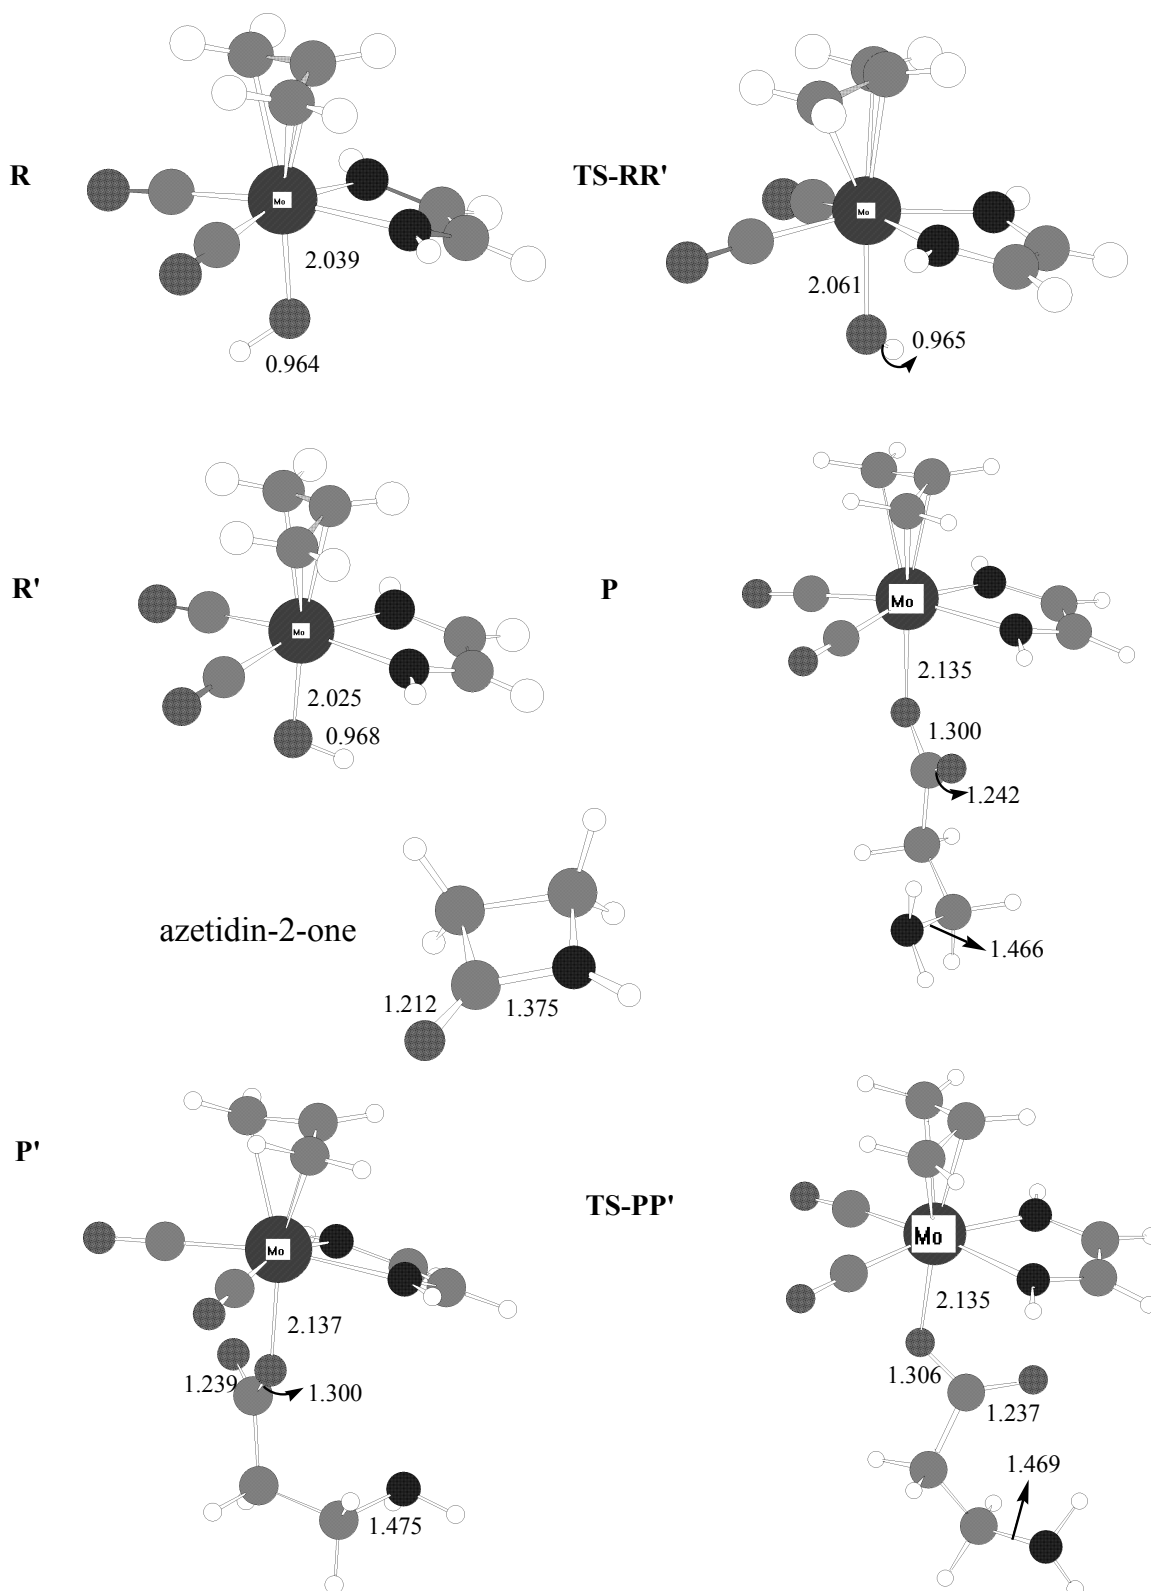 R
Mo
2.039
0.964
TS-RR'
Mo
2.061
0.965
R'
Mo
2.025
0.968
P
Mo
2.135
1.300
1.242
1.466
azetidin-2-one
1.212
1.375
P'
Mo
2.137
1.239
1.300
1.475
TS-PP'
Mo
2.135
1.306
1.237
1.469